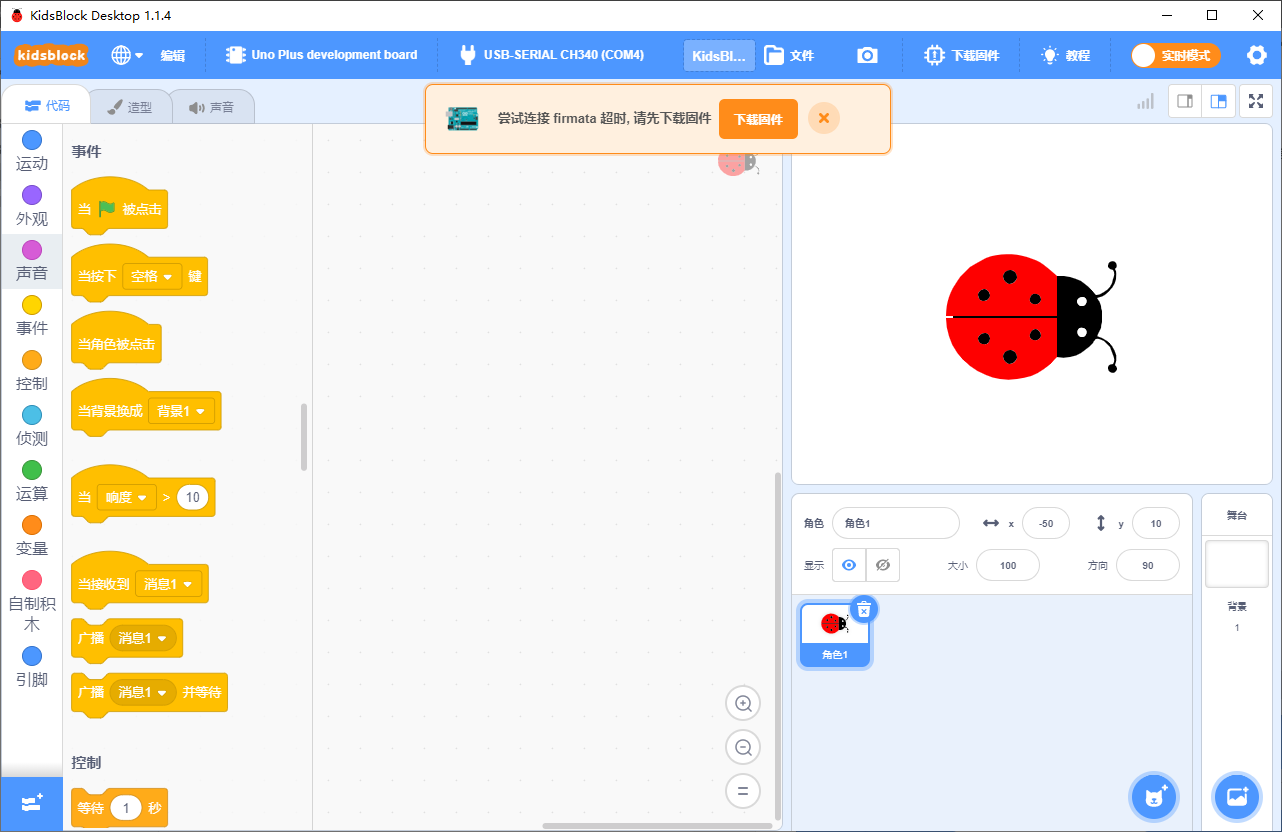 KidsBlock Desktop 1.1.4
kidsblock
编辑
Uno Plus development board
USB-SERIAL CH340 (COM4)
KidsBl...
文件
下载固件
教程
实时模式
代码
造型
声音
尝试连接 firmata 超时, 请先下载固件
下载固件
运动
外观
声音
事件
控制
侦测
运算
变量
自制积
木
引脚
事件
当 被点击
当按下 空格 键
当角色被点击
当背景换成 背景1
当 响度 > 10
当接收到 消息1
广播 消息1
广播 消息1 并等待
控制
等待 1 秒
角色 角色1 x -50 y 10
显示 大小 100 方向 90
角色1
舞台
背景
1